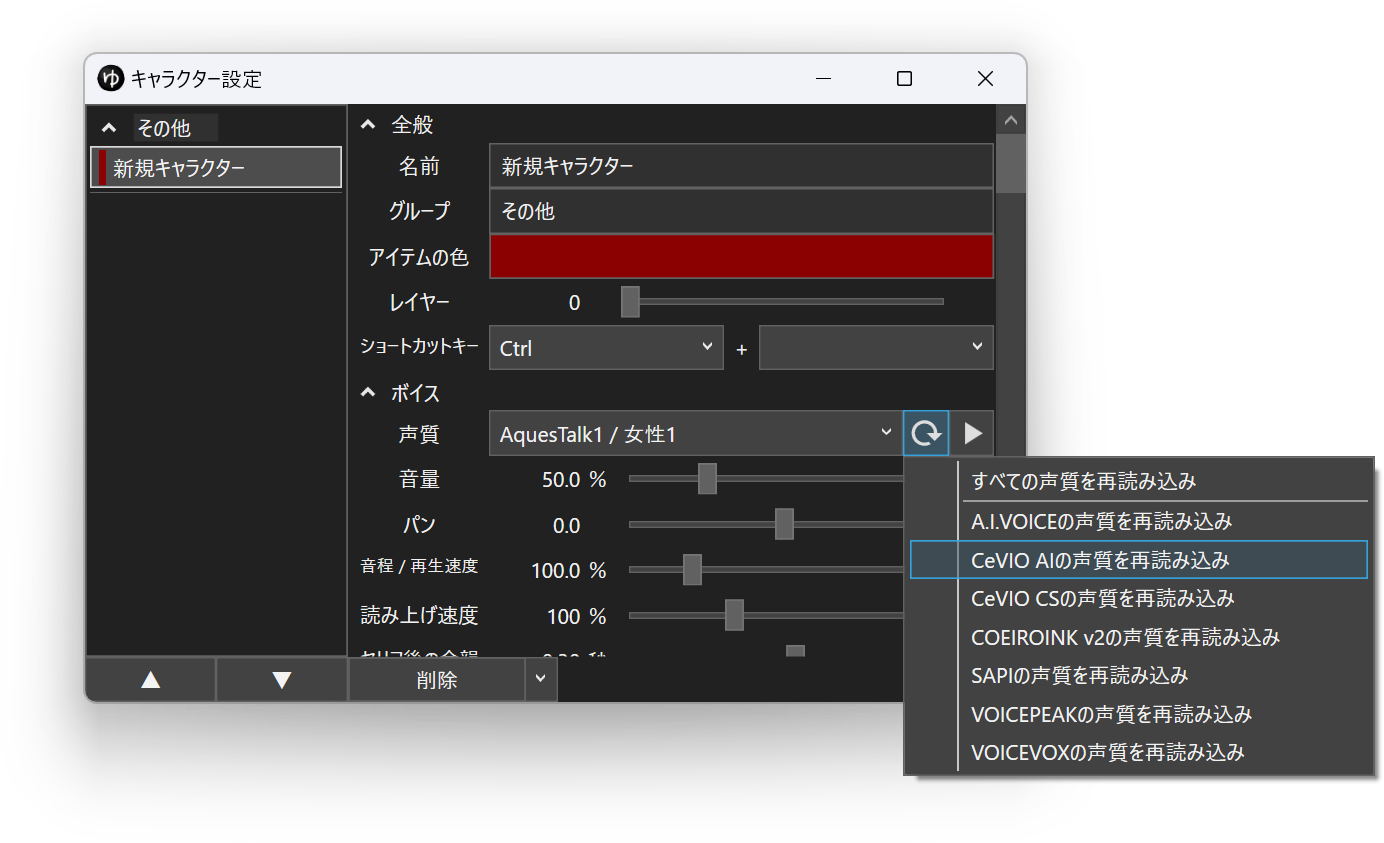 ゆ キャラクター設定
その他
新規キャラクター
全般
名前 新規キャラクター
グループ その他
アイテムの色
レイヤー 0
ショートカットキー Ctrl +
ボイス
声質 AquesTalk1 / 女性1
音量 50.0 %
パン 0.0
音程 / 再生速度 100.0 %
読み上げ速度 100 %
削除
すべての声質を再読み込み
A.I.VOICEの声質を再読み込み
CeVIO AIの声質を再読み込み
CeVIO CSの声質を再読み込み
COEIROINK v2の声質を再読み込み
SAPIの声質を再読み込み
VOICEPEAKの声質を再読み込み
VOICEVOXの声質を再読み込み